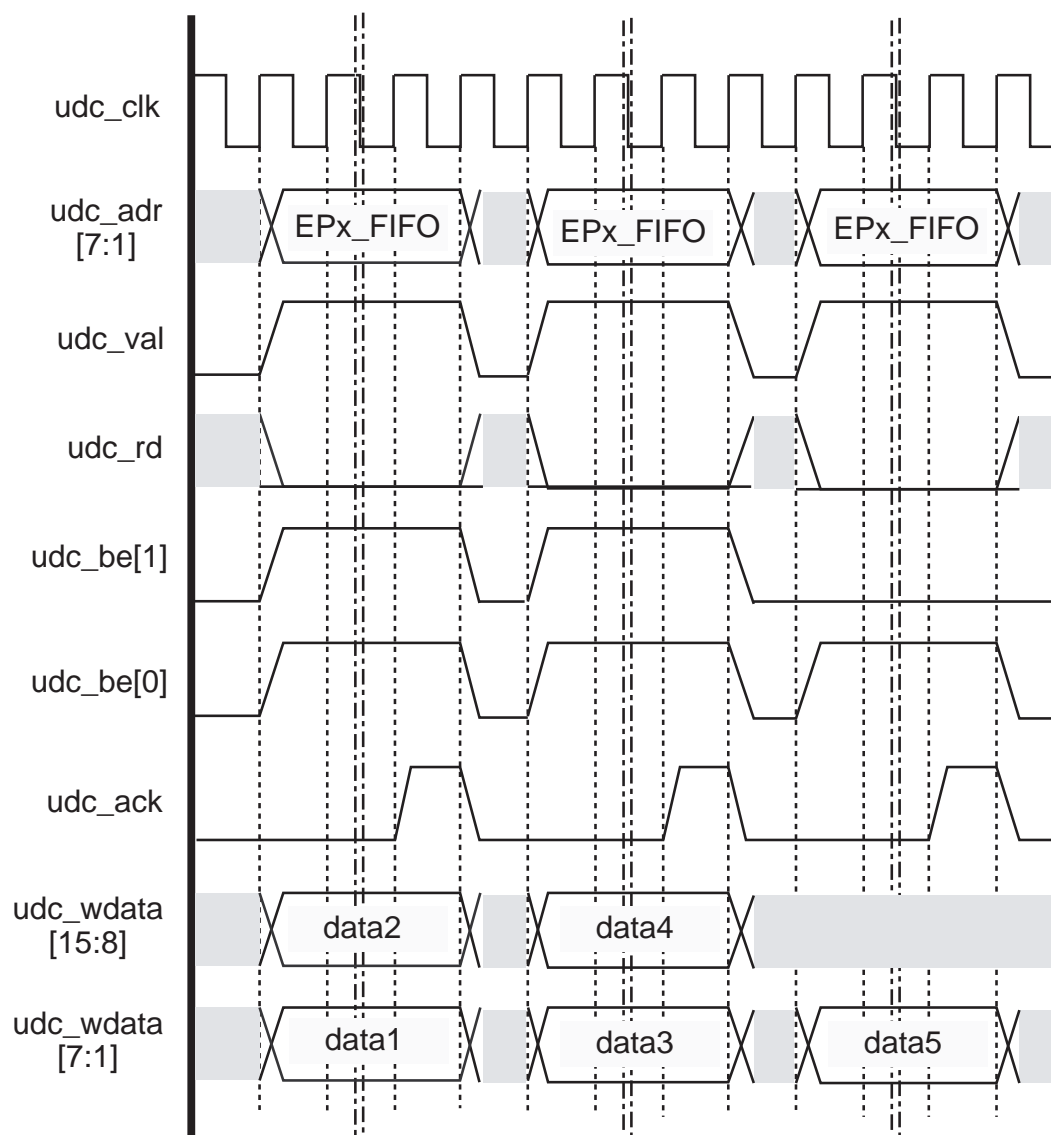 udc_clk
udc_adr
[7:1]
EPx_FIFO
EPx_FIFO
EPx_FIFO
udc_val
udc_rd
udc_be[1]
udc_be[0]
udc_ack
udc_wdata
[15:8]
data2
data4
udc_wdata
[7:1]
data1
data3
data5